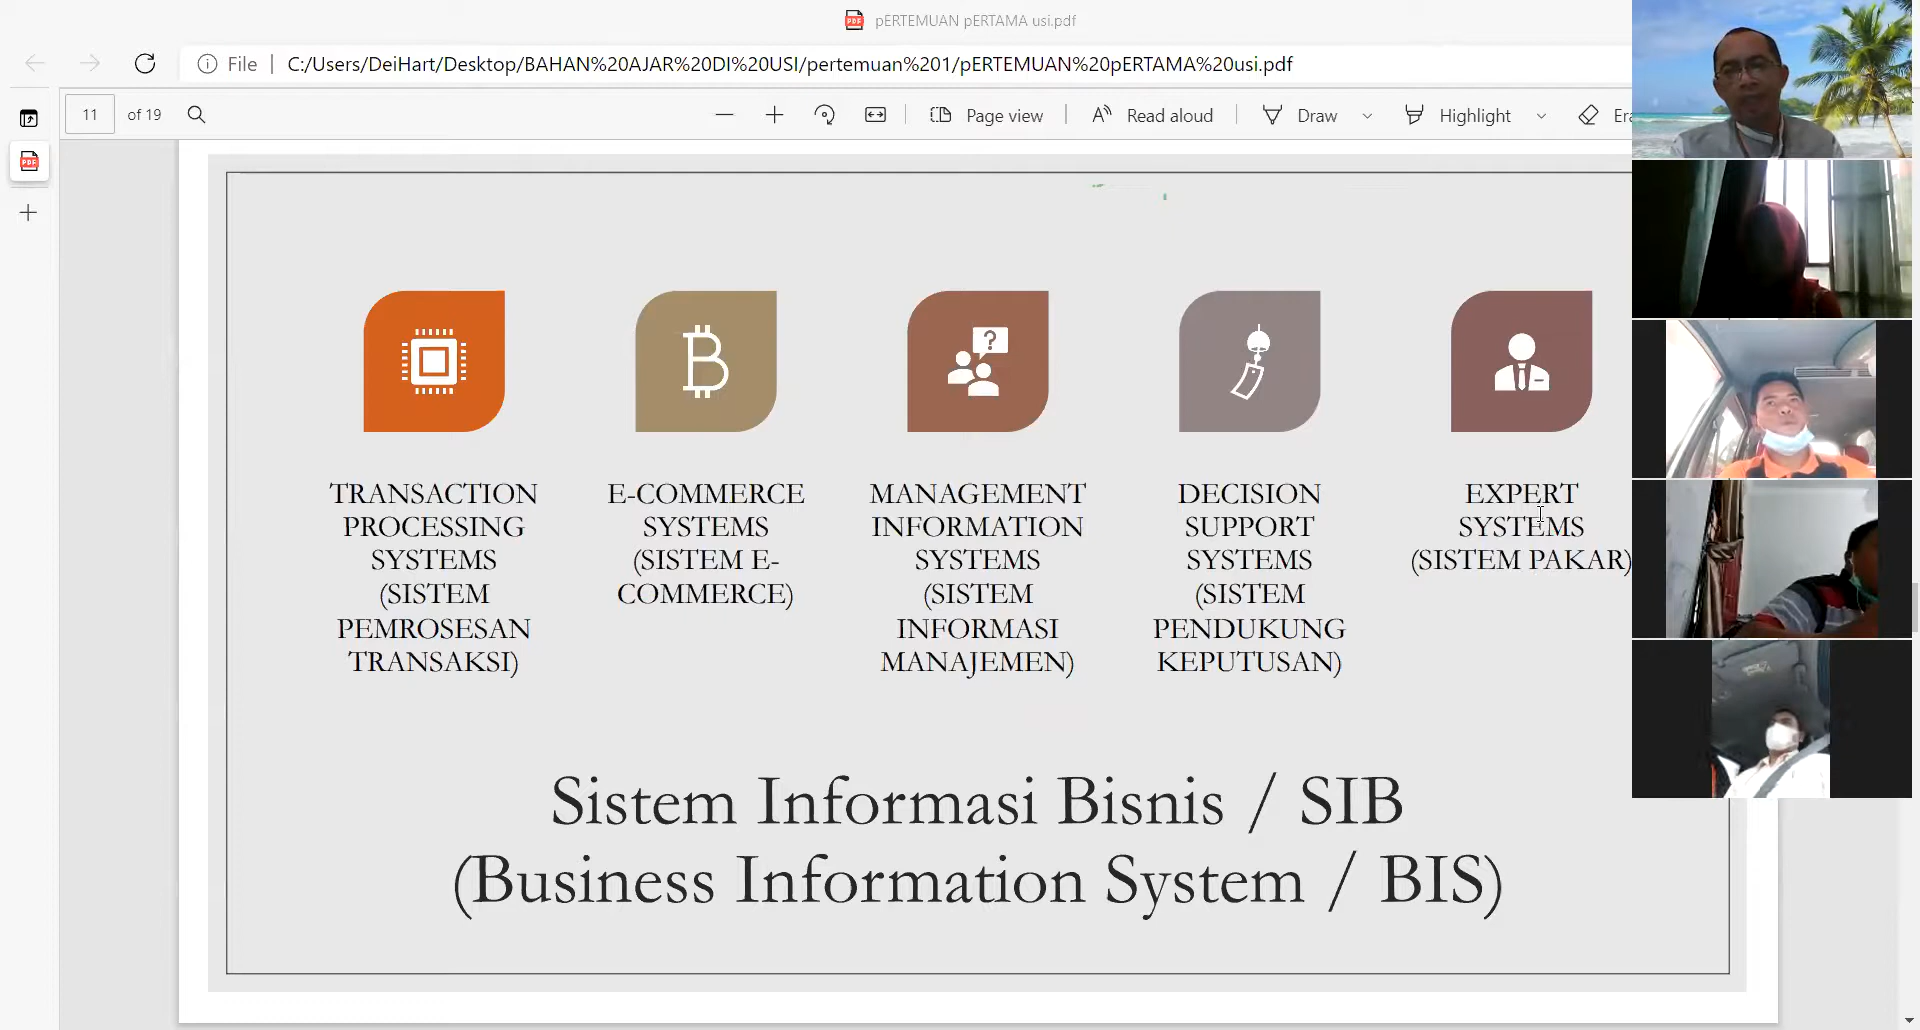 pERTEMUAN pERTAMA usi.pdf
File
C:/Users/DeiHart/Desktop/BAHAN%20AJAR%20DI%20USI/pertemuan%201/pERTEMUAN%20pERTAMA%20usi.pdf
11 of 19
Page view
Read aloud
Draw
Highlight
Era
TRANSACTION
PROCESSING
SYSTEMS
(SISTEM
PEMROSESAN
TRANSAKSI)
E-COMMERCE
SYSTEMS
(SISTEM E-
COMMERCE)
MANAGEMENT
INFORMATION
SYSTEMS
(SISTEM
INFORMASI
MANAJEMEN)
DECISION
SUPPORT
SYSTEMS
(SISTEM
PENDUKUNG
KEPUTUSAN)
EXPERT
SYSTEMS
(SISTEM PAKAR)
Sistem Informasi Bisnis / SIB
(Business Information System / BIS)